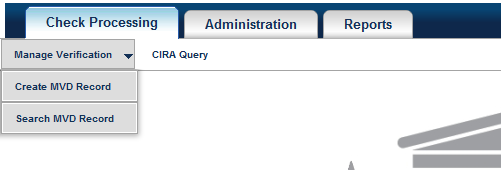 Check Processing Administration Reports
Manage Verification CIRA Query
Create MVD Record
Search MVD Record